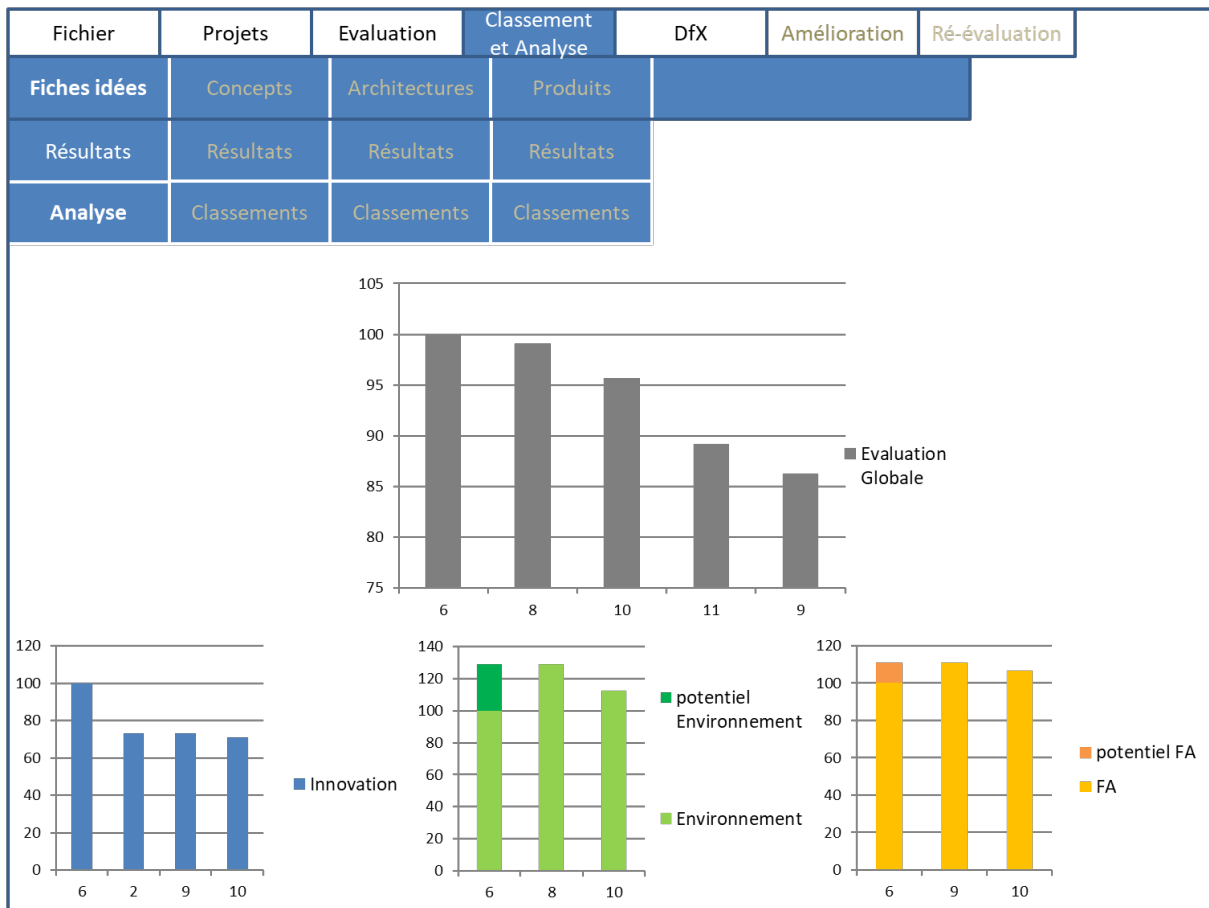 Fichier
Projets
Evaluation
Classement
et Analyse
DfX
Amélioration
Ré-évaluation
Fiches idées
Concepts
Architectures
Produits
Résultats
Résultats
Résultats
Résultats
Analyse
Classements
Classements
Classements
105
100
95
90
85
80
75
6 8 10 11 9
Evaluation
Globale
120
100
80
60
40
20
0
6 2 9 10
Innovation
140
120
100
80
60
40
20
0
6 8 10
potentiel
Environnement
Environnement
120
100
80
60
40
20
0
6 9 10
potentiel FA
FA